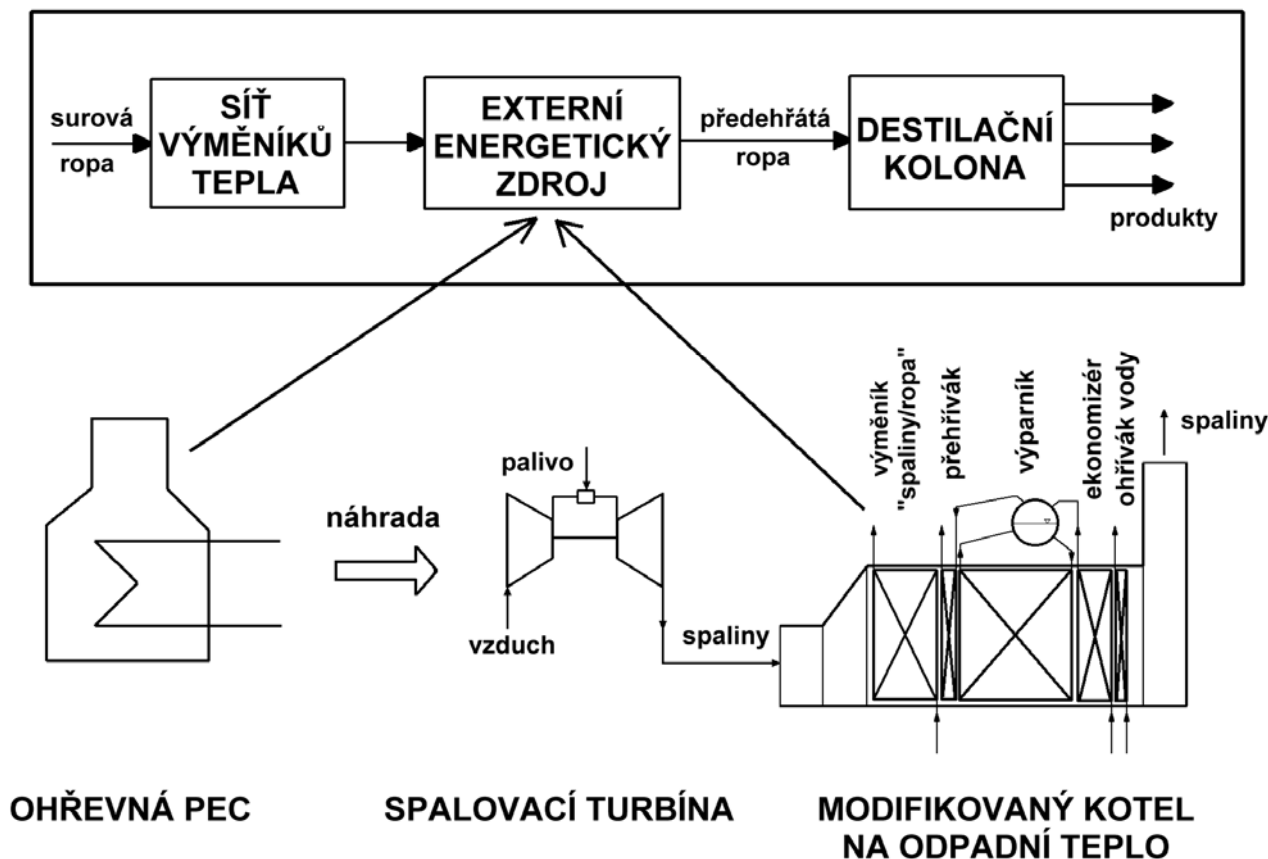 surová
ropa
SÍŤ
VÝMĚNÍKŮ
TEPLA
EXTERNÍ
ENERGETICKÝ
ZDROJ
předehřátá
ropa
DESTILAČNÍ
KOLONA
produkty
náhrada
palivo
vzduch
spaliny
výměník
"spaliny/ropa"
přehřívák
výparník
ekonomizér
ohřívák vody
spaliny
OHŘEVNÁ PEC
SPALOVACÍ TURBÍNA
MODIFIKOVANÝ KOTEL
NA ODPADNÍ TEPLO